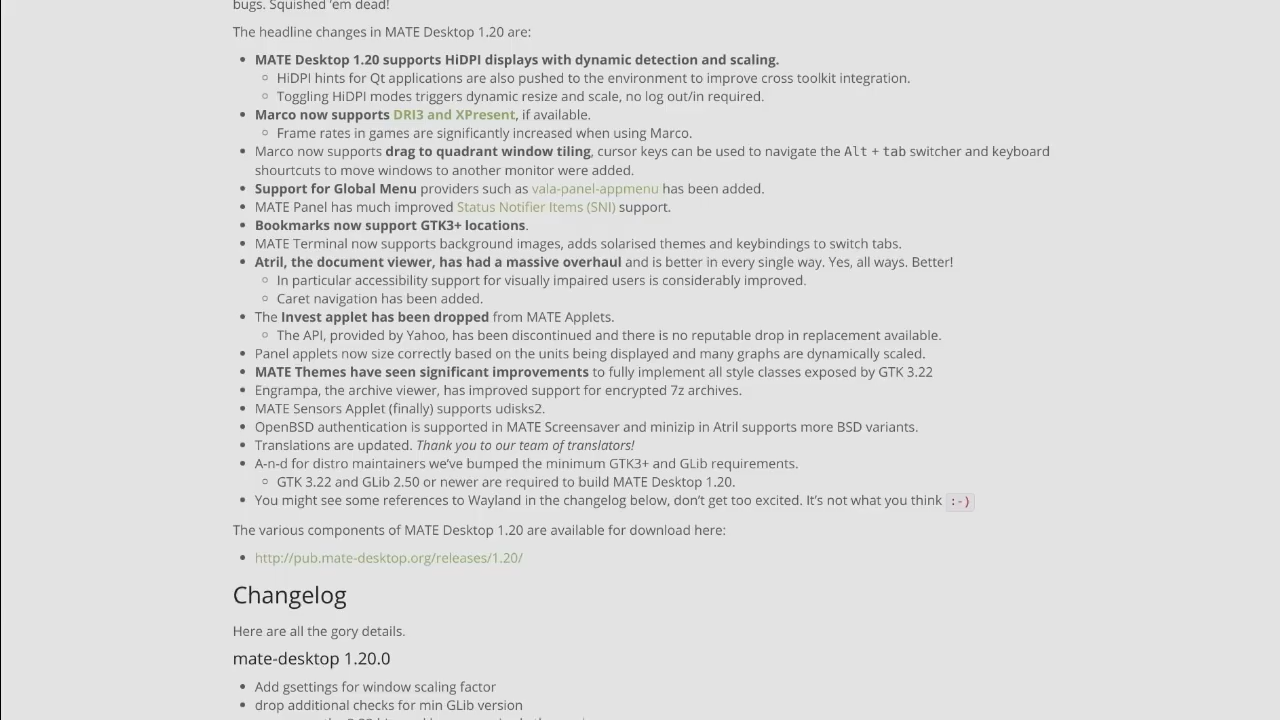 bugs. Squished 'em dead!
The headline changes in MATE Desktop 1.20 are:
MATE Desktop 1.20 supports HiDPI displays with dynamic detection and scaling.
HiDPI hints for Qt applications are also pushed to the environment to improve cross toolkit integration.
Toggling HiDPI modes triggers dynamic resize and scale, no log out/in required.
Marco now supports DRI3 and XPresent, if available.
Frame rates in games are significantly increased when using Marco.
Marco now supports drag to quadrant window tiling, cursor keys can be used to navigate the Alt + tab switcher and keyboard
shourtcuts to move windows to another monitor were added.
Support for Global Menu providers such as vala-panel-appmenu has been added.
MATE Panel has much improved Status Notifier Items (SNI) support.
Bookmarks now support GTK3+ locations.
MATE Terminal now supports background images, adds solarised themes and keybindings to switch tabs.
Atril, the document viewer, has had a massive overhaul and is better in every single way. Yes, all ways. Better!
In particular accessibility support for visually impaired users is considerably improved.
Caret navigation has been added.
The Invest applet has been dropped from MATE Applets.
The API, provided by Yahoo, has been discontinued and there is no reputable drop in replacement available.
Panel applets now size correctly based on the units being displayed and many graphs are dynamically scaled.
MATE Themes have seen significant improvements to fully implement all style classes exposed by GTK 3.22
Engrampa, the archive viewer, has improved support for encrypted 7z archives.
MATE Sensors Applet (finally) supports udisks2.
OpenBSD authentication is supported in MATE Screensaver and minizip in Atril supports more BSD variants.
Translations are updated. Thank you to our team of translators!
A-n-d for distro maintainers we've bumped the minimum GTK3+ and GLib requirements.
GTK 3.22 and GLib 2.50 or newer are required to build MATE Desktop 1.20.
You might see some references to Wayland in the changelog below, don't get too excited. It's not what you think :-)
The various components of MATE Desktop 1.20 are available for download here:
http://pub.mate-desktop.org/releases/1.20/
Changelog
Here are all the gory details.
mate-desktop 1.20.0
Add gsettings for window scaling factor
drop additional checks for min GLib version